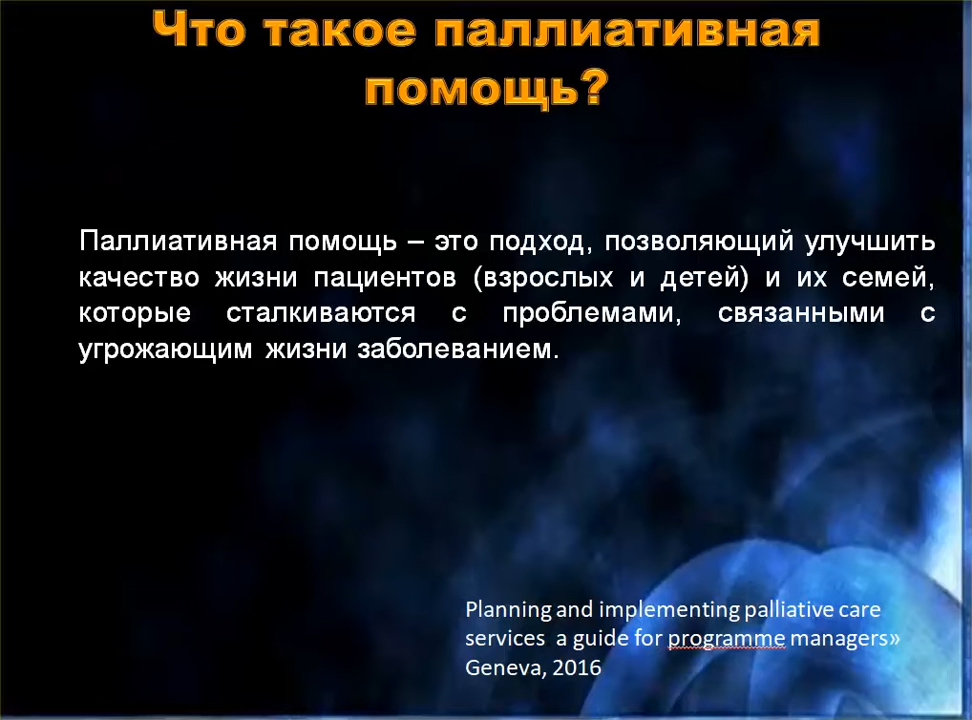 Что такое паллиативная
помощь?
Паллиативная помощь – это подход, позволяющий улучшить
качество жизни пациентов (взрослых и детей) и их семей,
которые сталкиваются с проблемами, связанными с
угрожающим жизни заболеванием.
Planning and implementing palliative care
services a guide for programme managers»
Geneva, 2016